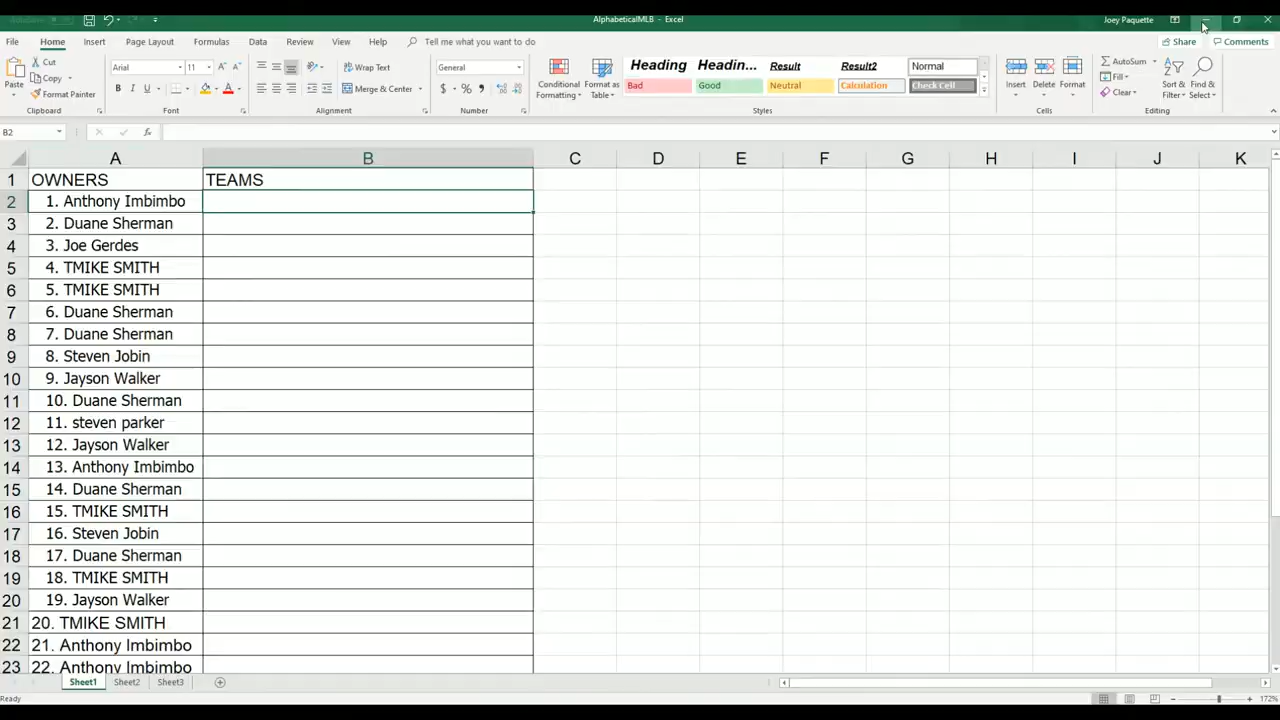 AutoSave
AlphabeticalMLB - Excel
Joey Paquette
File Home Insert Page Layout Formulas Data Review View Help Tell me what you want to do
Share Comments
Paste
Cut
Copy
Format Painter
Clipboard
Arial 11
B I U
Font
Wrap Text
Merge & Center
Alignment
General
$ % ,
Number
Conditional Formatting
Format as Table
Heading Headin... Result Result2 Normal
Bad Good Neutral Calculation Check Cell
Styles
Insert Delete Format
Cells
AutoSum
Fill
Clear
Sort & Filter
Find & Select
Editing
B2 fx
A B C D E F G H I J K
1 OWNERS TEAMS
2 1. Anthony Imbimbo
3 2. Duane Sherman
4 3. Joe Gerdes
5 4. TMIKE SMITH
6 5. TMIKE SMITH
7 6. Duane Sherman
8 7. Duane Sherman
9 8. Steven Jobin
10 9. Jayson Walker
11 10. Duane Sherman
12 11. steven parker
13 12. Jayson Walker
14 13. Anthony Imbimbo
15 14. Duane Sherman
16 15. TMIKE SMITH
17 16. Steven Jobin
18 17. Duane Sherman
19 18. TMIKE SMITH
20 19. Jayson Walker
21 20. TMIKE SMITH
22 21. Anthony Imbimbo
23 22. Anthony Imbimbo
Sheet1 Sheet2 Sheet3
Ready
172%